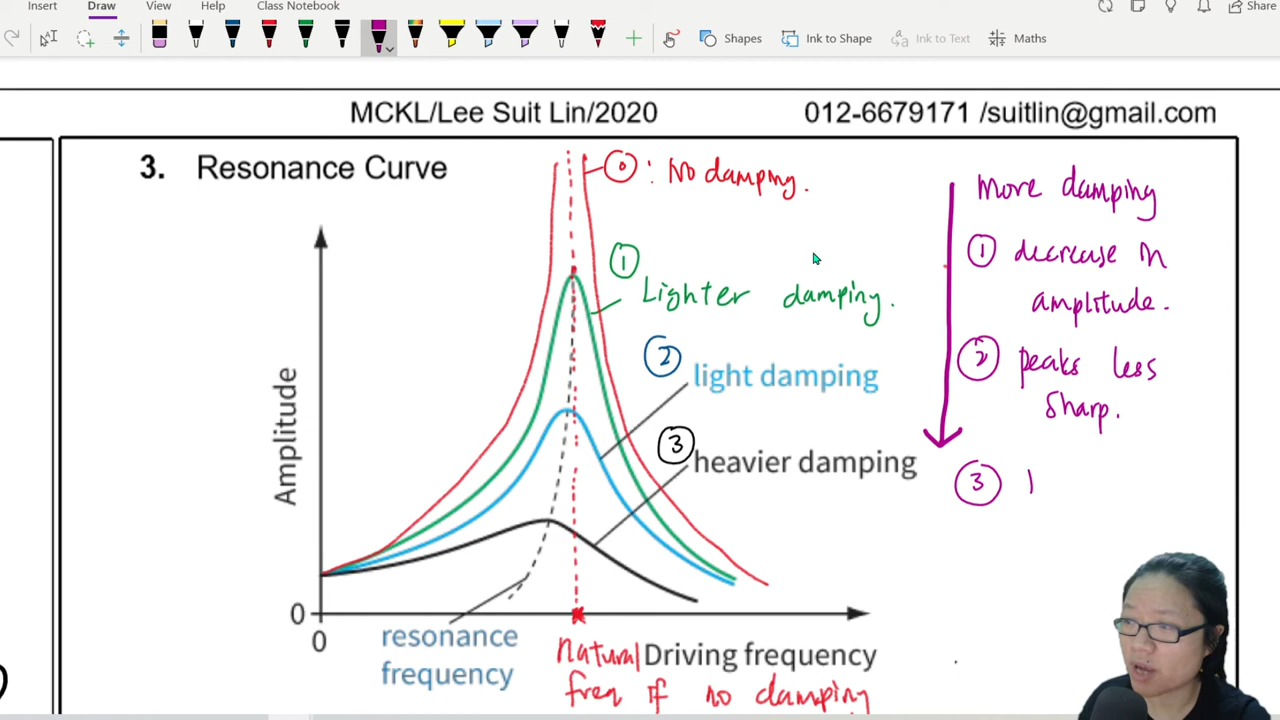 Insert Draw View Help Class Notebook Share
Shapes Ink to Shape Ink to Text Maths
MCKL/Lee Suit Lin/2020 012-6679171 /suitlin@gmail.com
3. Resonance Curve
0 : No damping.
1
Lighter damping.
2
light damping
3
heavier damping
Amplitude
0
0
resonance
frequency
Driving frequency
natural
freq if no damping
More damping
1 decrease in
amplitude.
2 peaks less
sharp.
3 1